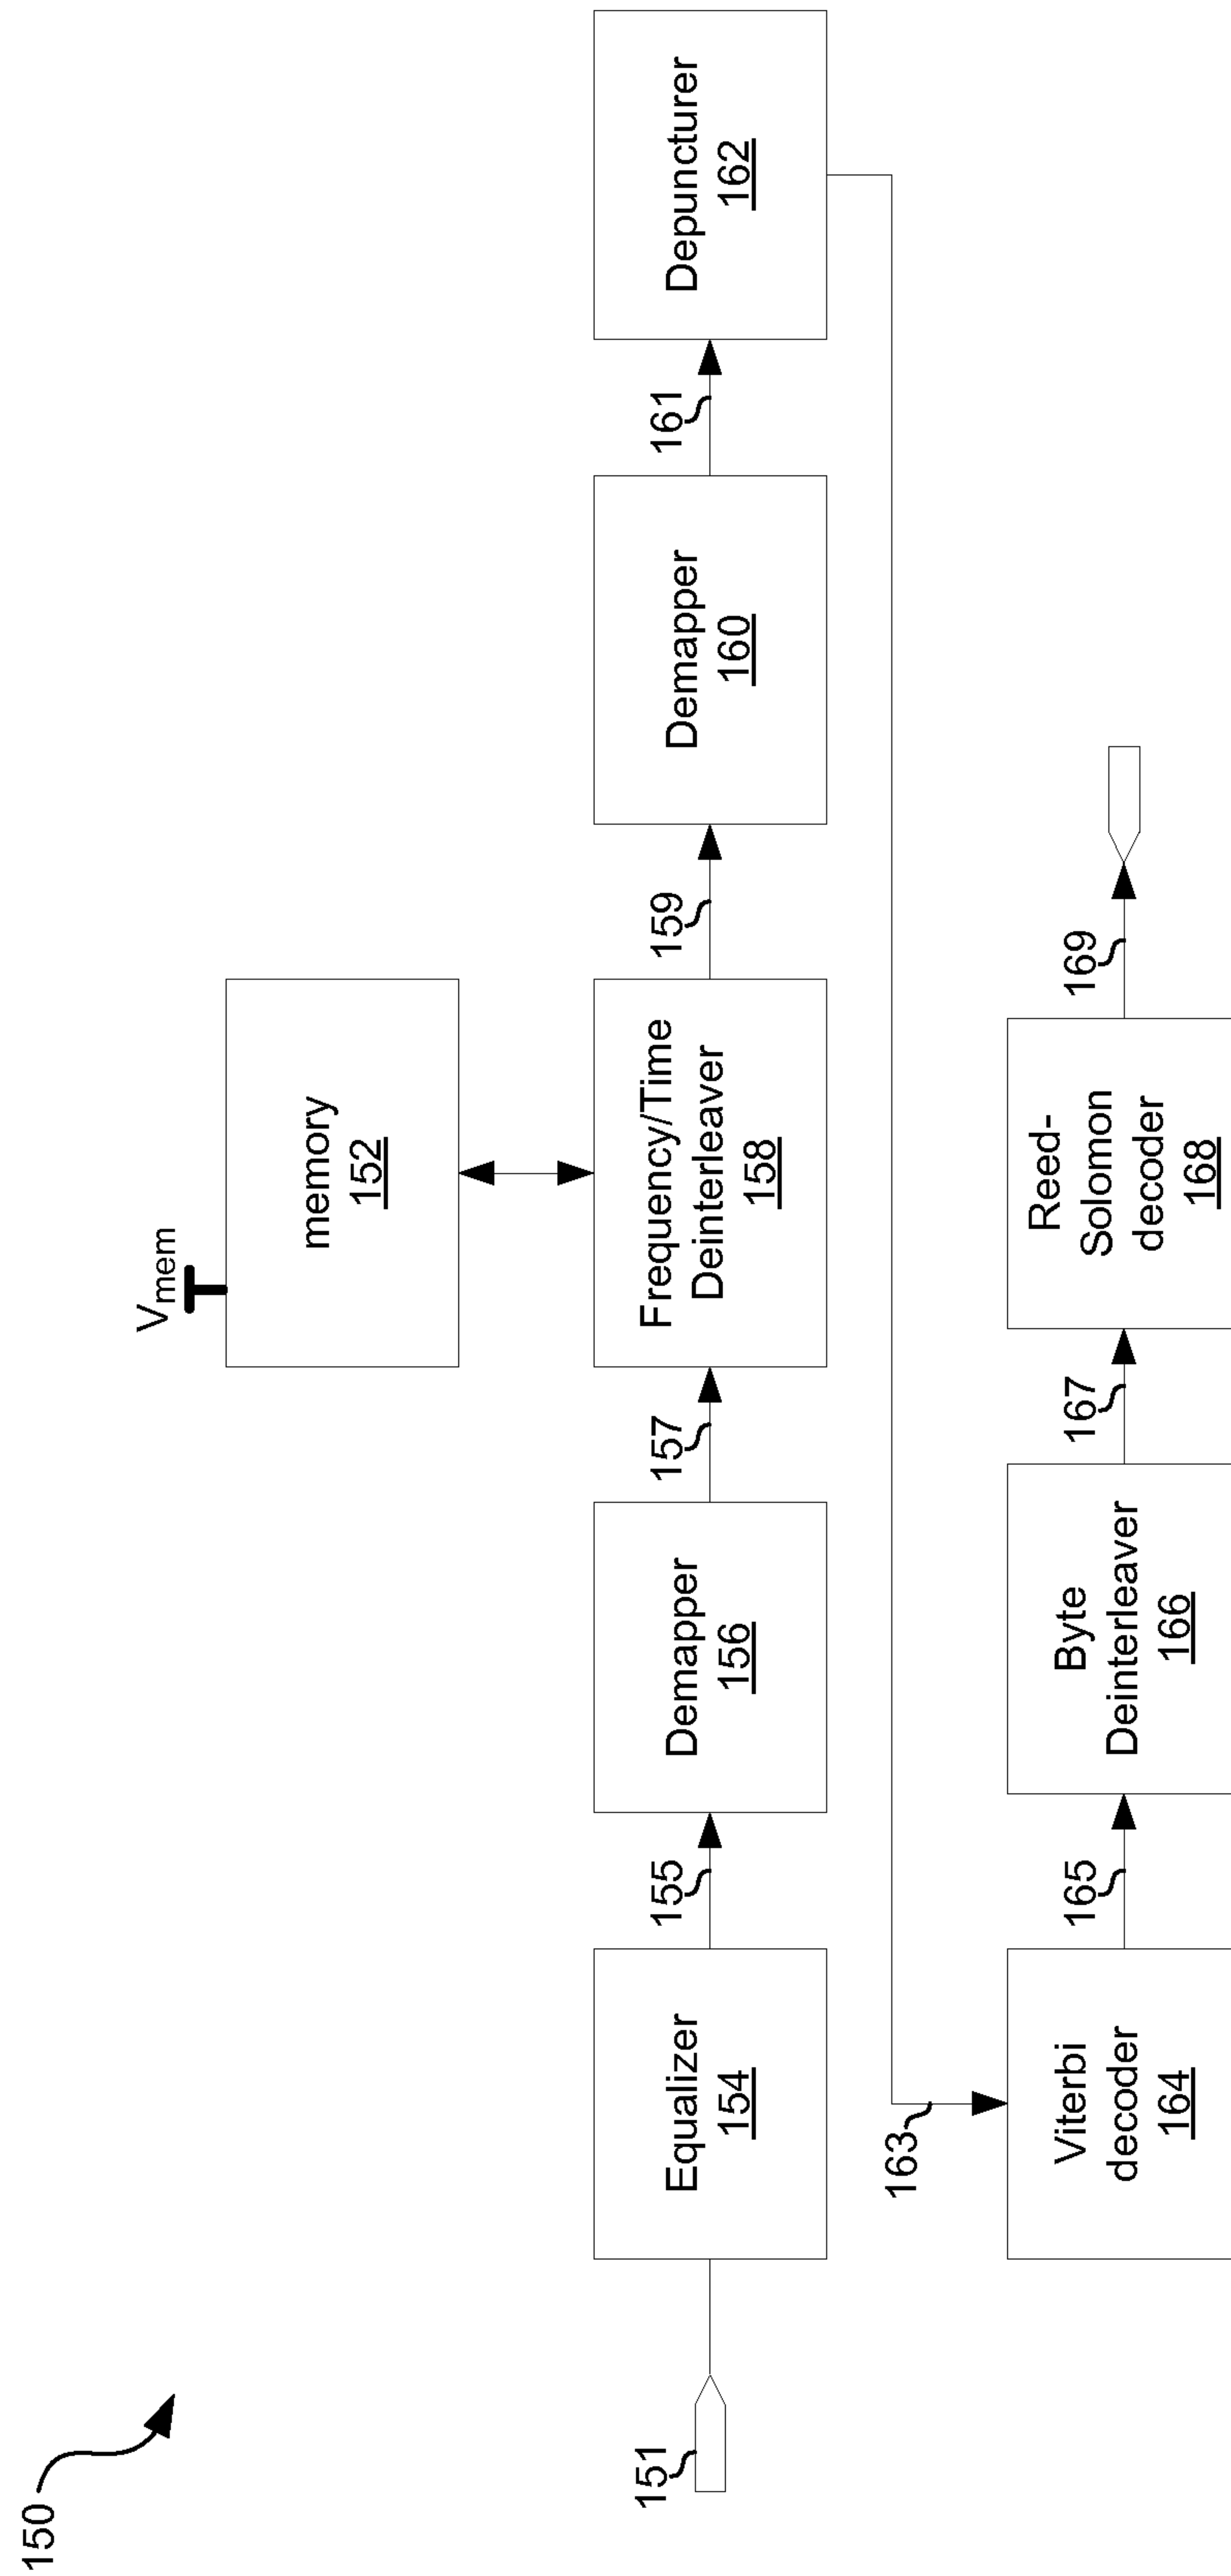 150
V mem
memory
152
151
Equalizer
154
155
Demapper
156
157
Frequency/Time
Deinterleaver
158
159
Demapper
160
161
Depuncturer
162
163
Viterbi
decoder
164
165
Byte
Deinterleaver
166
167
Reed-
Solomon
decoder
168
169